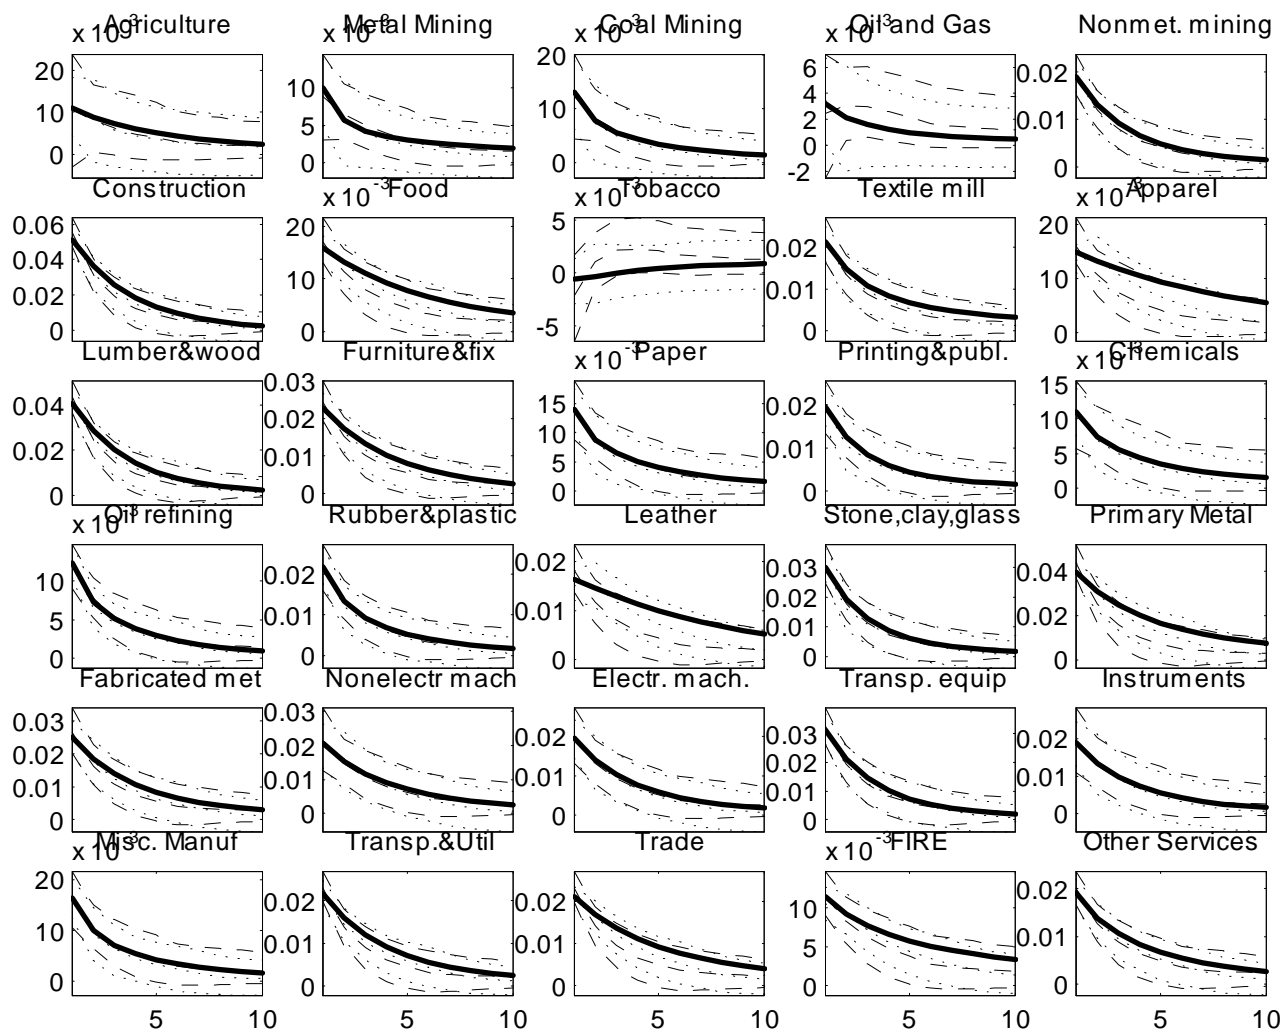 Agriculture Metal Mining Coal Mining Oil and Gas Nonmet. mining
x 10⁻³ x 10⁻³ x 10⁻³ x 10⁻³
20 10 20 6 0.02
10 5 15 4 0.01
0 0 10 2 0
5 0
0 -2
Construction Food Tobacco Textile mill Apparel
x 10⁻³ x 10⁻³ x 10⁻³
0.06 20 5 0.02 20
0.04 10 0 0.01 10
0.02 0 -5 0 0
0
Lumber&wood Furniture&fix Paper Printing&publ. Chemicals
x 10⁻³ x 10⁻³
0.04 0.03 15 0.02 15
0.02 0.02 10 0.01 10
0 0.01 5 0 5
0 0 0
Oil refining Rubber&plastic Leather Stone,clay,glass Primary Metal
x 10⁻³
10 0.02 0.02 0.03 0.04
5 0.01 0.01 0.02 0.02
0 0 0 0.01 0
0
Fabricated met Nonelectr mach Electr. mach. Transp. equip Instruments
0.03 0.03 0.02 0.03 0.02
0.02 0.02 0.01 0.02 0.01
0.01 0.01 0 0.01 0
0 0 0
Misc. Manuf Transp.&Util Trade FIRE Other Services
x 10⁻³ x 10⁻³
20 0.02 0.02 10 0.02
10 0.01 0.01 5 0.01
0 0 0 0 0
5 10 5 10 5 10 5 10 5 10